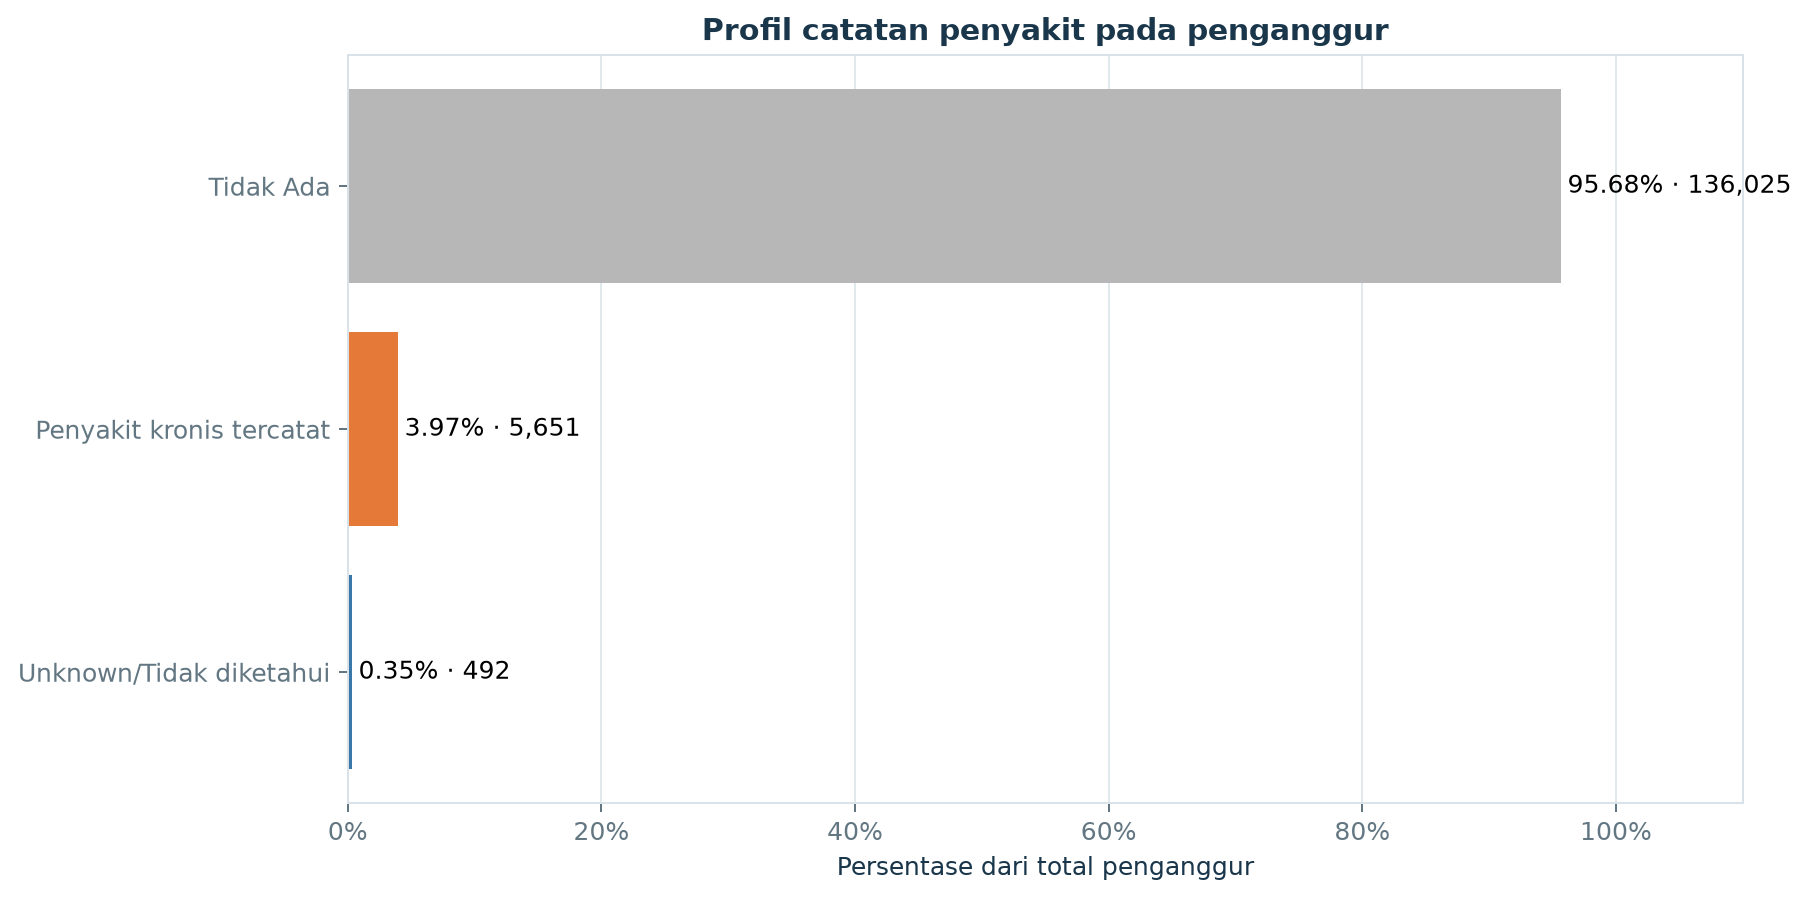 Profil catatan penyakit pada penganggur
Tidak Ada
95.68% · 136,025
Penyakit kronis tercatat
3.97% · 5,651
Unknown/Tidak diketahui
0.35% · 492
0%
20%
40%
60%
80%
100%
Persentase dari total penganggur